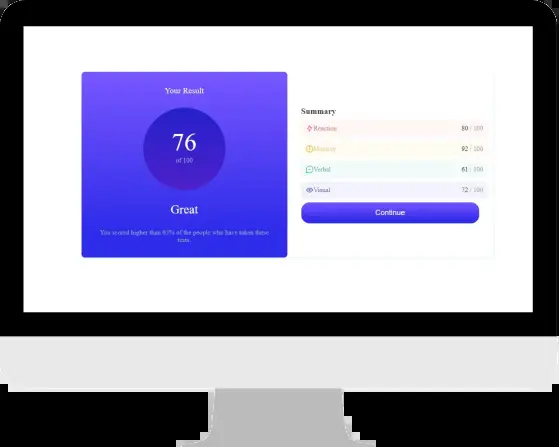 Your Result
76
of 100
Great
You scored higher than 65% of the people who have taken these
tests.
Summary
Reaction 80 / 100
Memory 92 / 100
Verbal 61 / 100
Visual 72 / 100
Continue